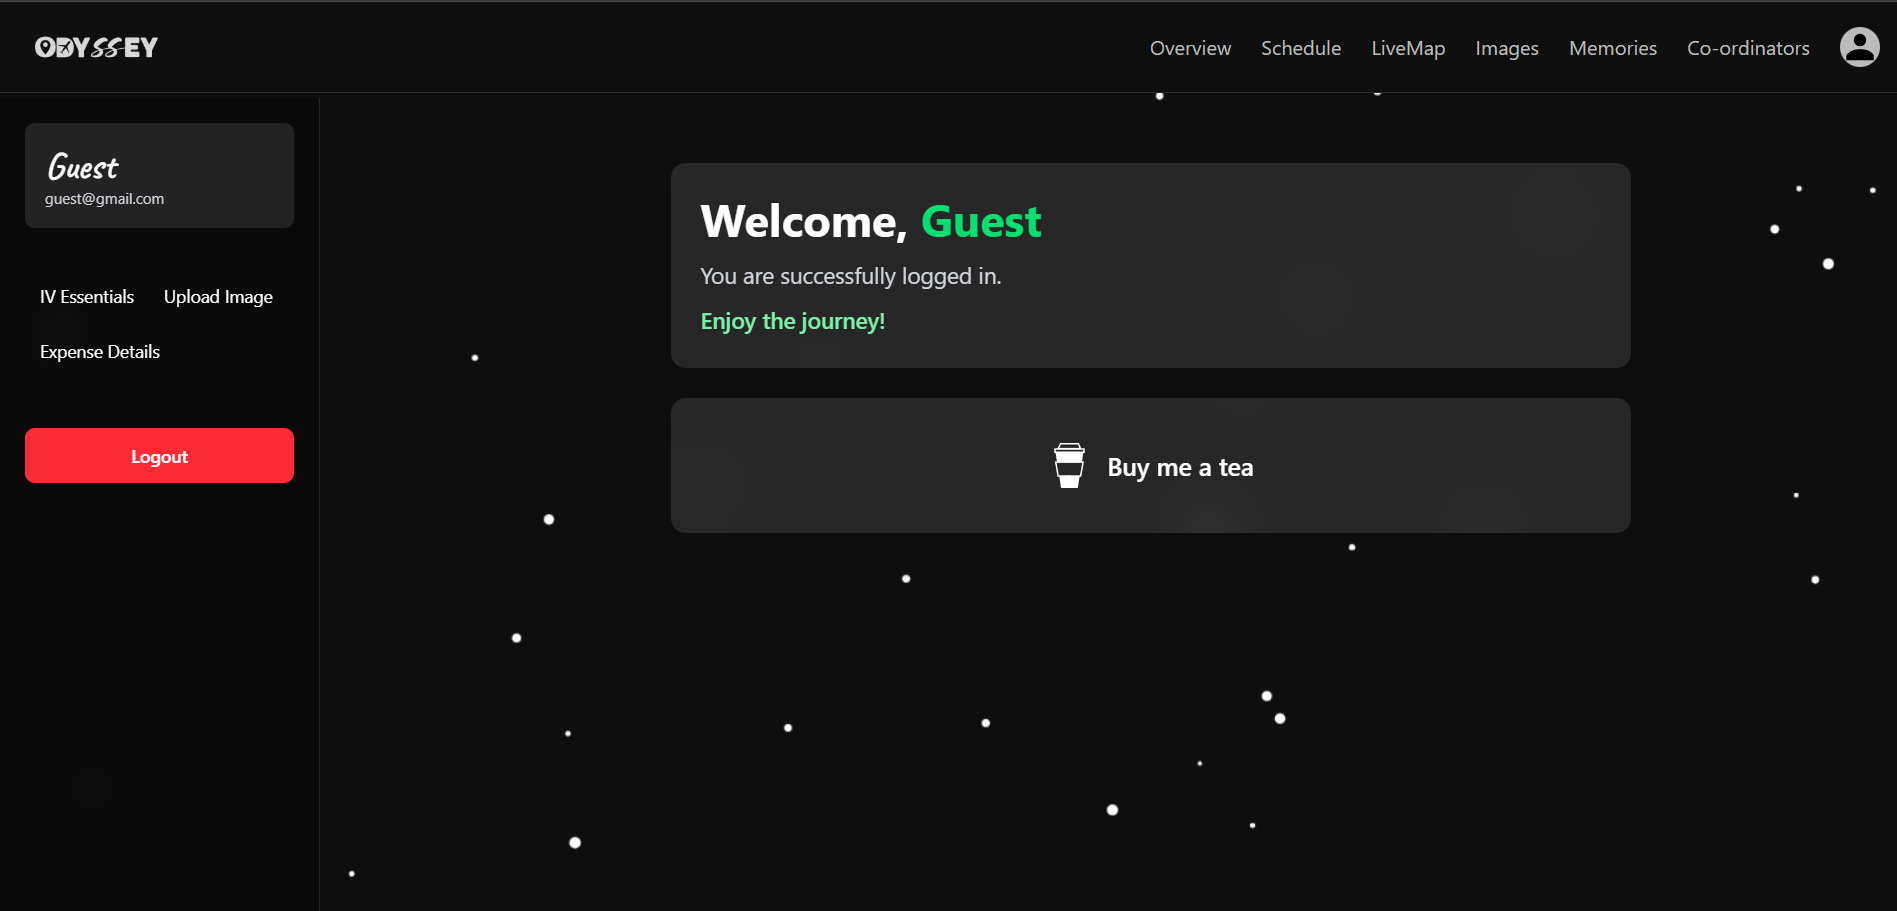 ODYSSEY
Overview Schedule LiveMap Images Memories Co-ordinators
Guest
guest@gmail.com
IV Essentials Upload Image
Expense Details
Logout
Welcome, Guest
You are successfully logged in.
Enjoy the journey!
Buy me a tea